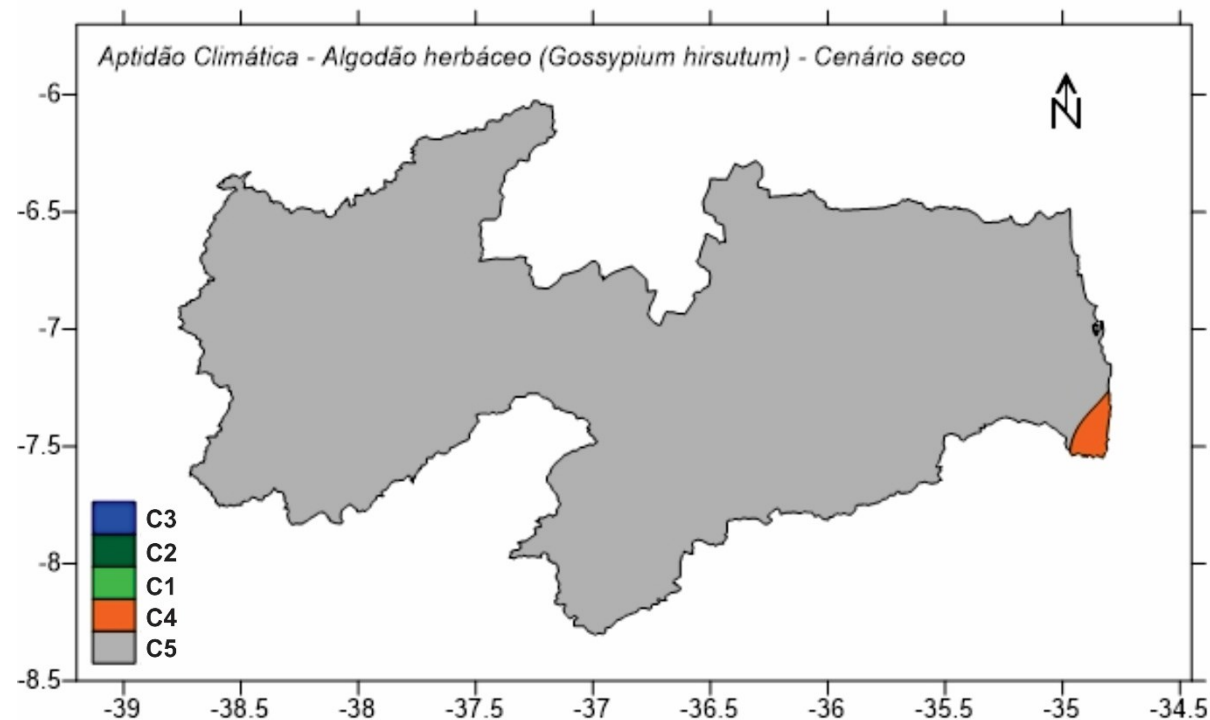 Aptidão Climática - Algodão herbáceo (Gossypium hirsutum) - Cenário seco
N
-6
-6.5
-7
-7.5
-8
-8.5
C3
C2
C1
C4
C5
-39 -38.5 -38 -37.5 -37 -36.5 -36 -35.5 -35 -34.5